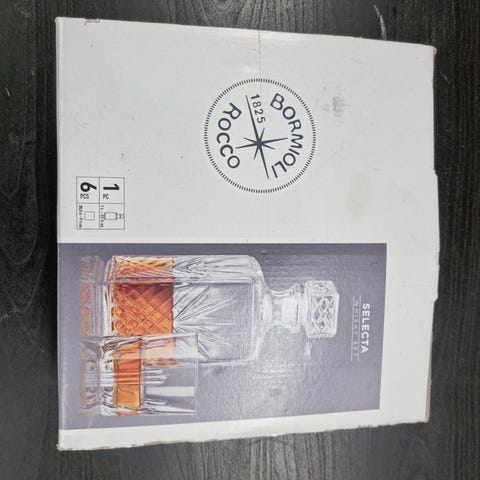 BORMIOLI
1825
ROCCO
1
PC
6
PCS
SELECTA
WHISKY SET